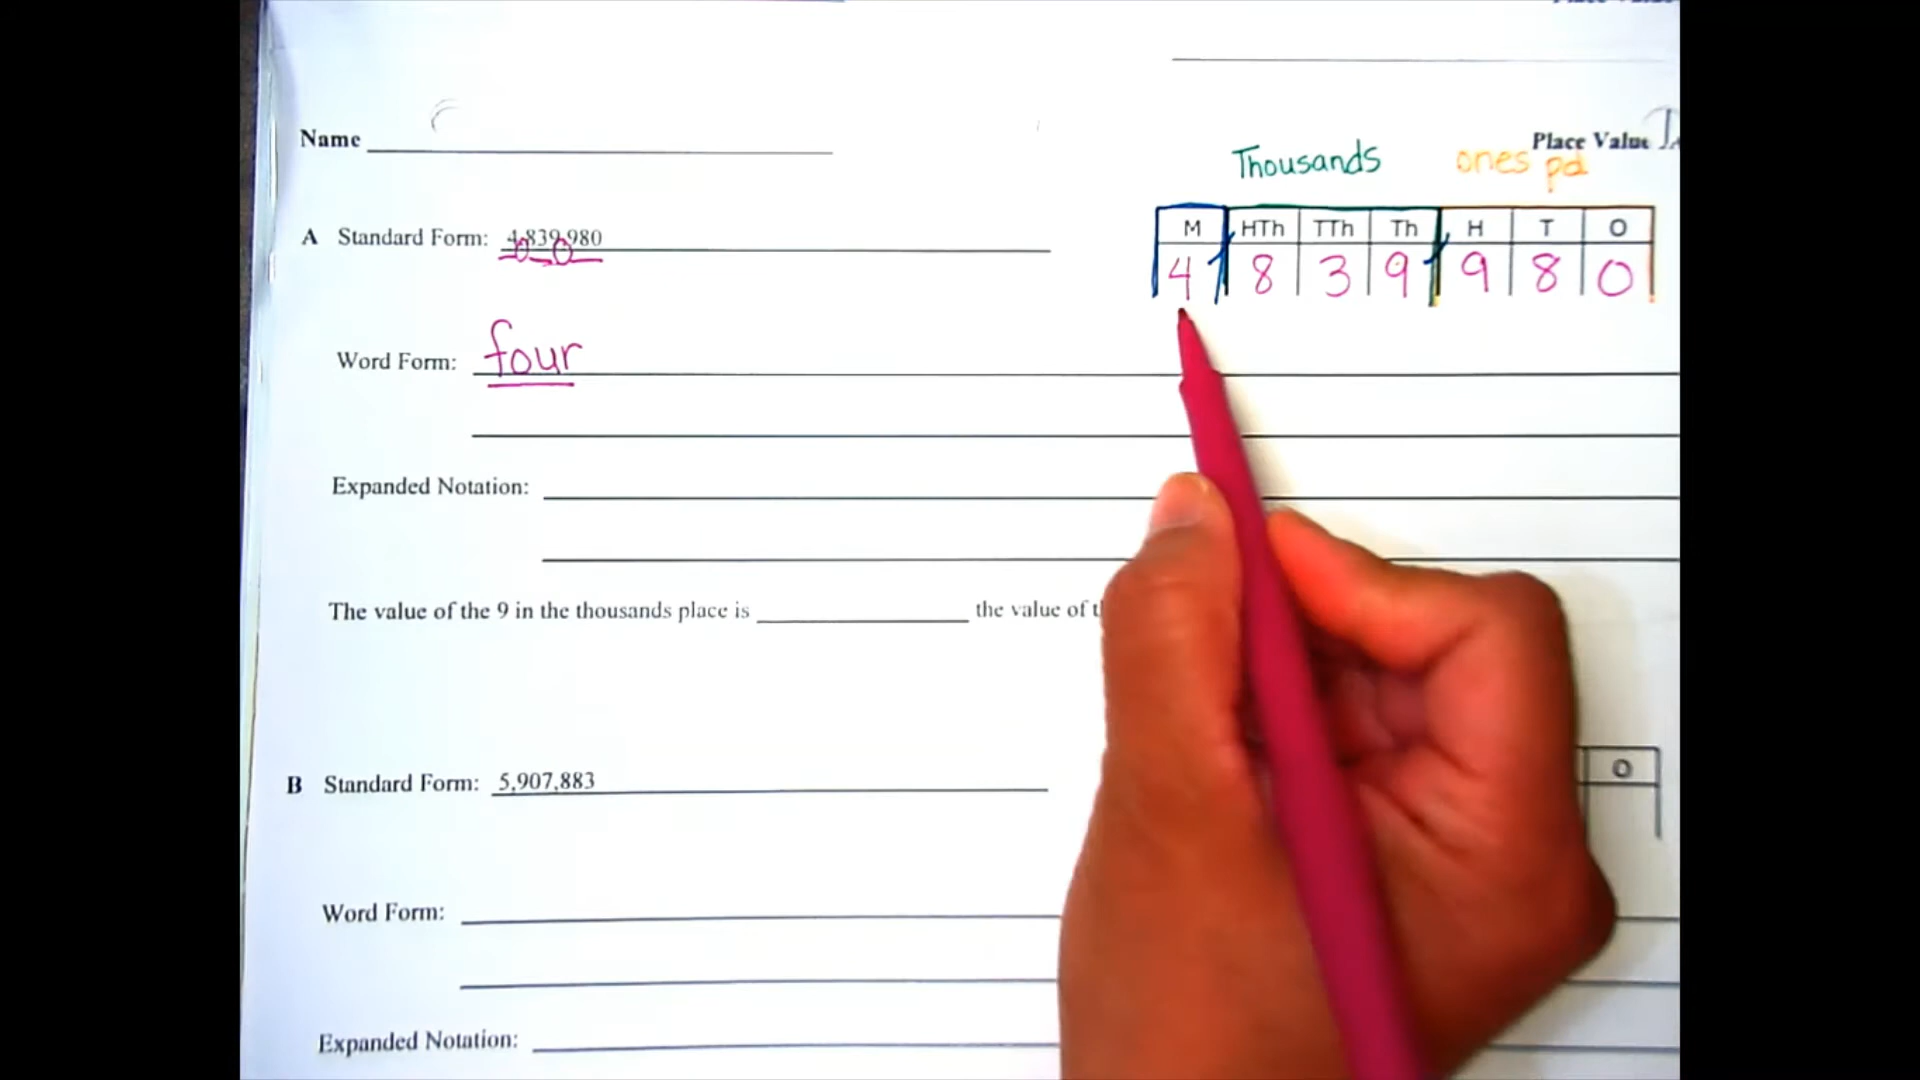 Name
Place Value
Thousands ones pd
A Standard Form: 4,839,980
M HTh TTh Th H T O
4 , 8 3 9 , 9 8 0
Word Form: four
Expanded Notation:
The value of the 9 in the thousands place is the value of
B Standard Form: 5,907,883
O
Word Form:
Expanded Notation: